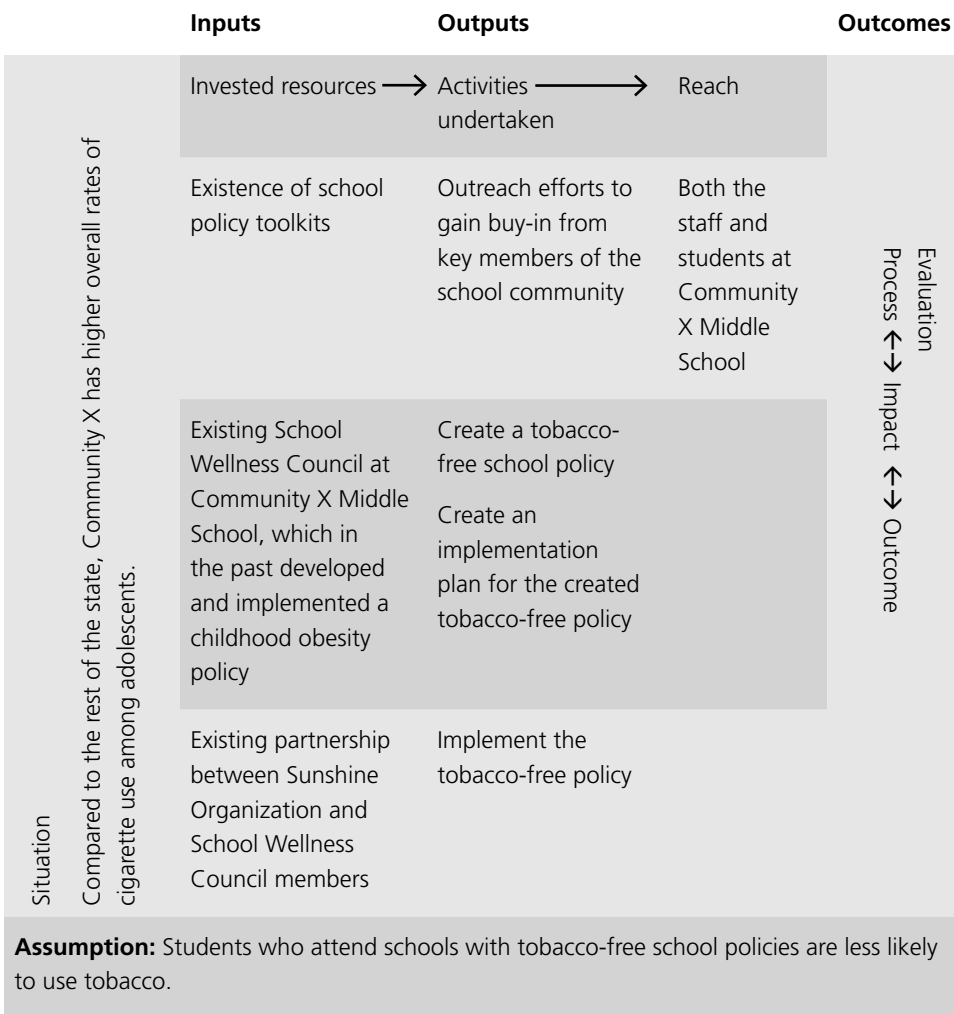 Inputs
Outputs
Outcomes
Invested resources → Activities undertaken → Reach
Situation
Compared to the rest of the state, Community X has higher overall rates of
cigarette use among adolescents.
Existence of school
policy toolkits
Outreach efforts to
gain buy-in from
key members of the
school community
Both the
staff and
students at
Community
X Middle
School
Existing School
Wellness Council at
Community X Middle
School, which in
the past developed
and implemented a
childhood obesity
policy
Create a tobacco-
free school policy
Create an
implementation
plan for the created
tobacco-free policy
Existing partnership
between Sunshine
Organization and
School Wellness
Council members
Implement the
tobacco-free policy
Evaluation
Process ←→ Impact ←→ Outcome
Assumption: Students who attend schools with tobacco-free school policies are less likely
to use tobacco.